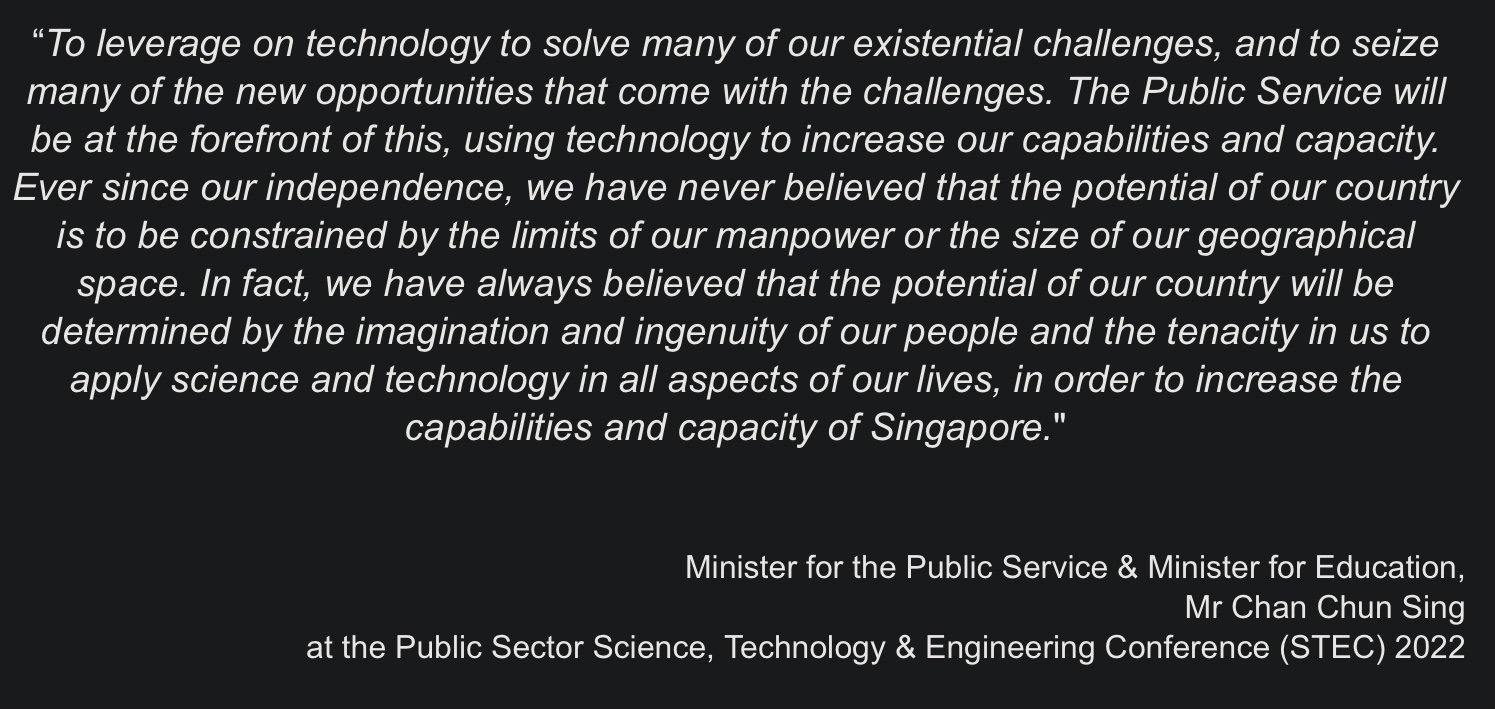 “To leverage on technology to solve many of our existential challenges, and to seize
many of the new opportunities that come with the challenges. The Public Service will
be at the forefront of this, using technology to increase our capabilities and capacity.
Ever since our independence, we have never believed that the potential of our country
is to be constrained by the limits of our manpower or the size of our geographical
space. In fact, we have always believed that the potential of our country will be
determined by the imagination and ingenuity of our people and the tenacity in us to
apply science and technology in all aspects of our lives, in order to increase the
capabilities and capacity of Singapore."
Minister for the Public Service & Minister for Education,
Mr Chan Chun Sing
at the Public Sector Science, Technology & Engineering Conference (STEC) 2022